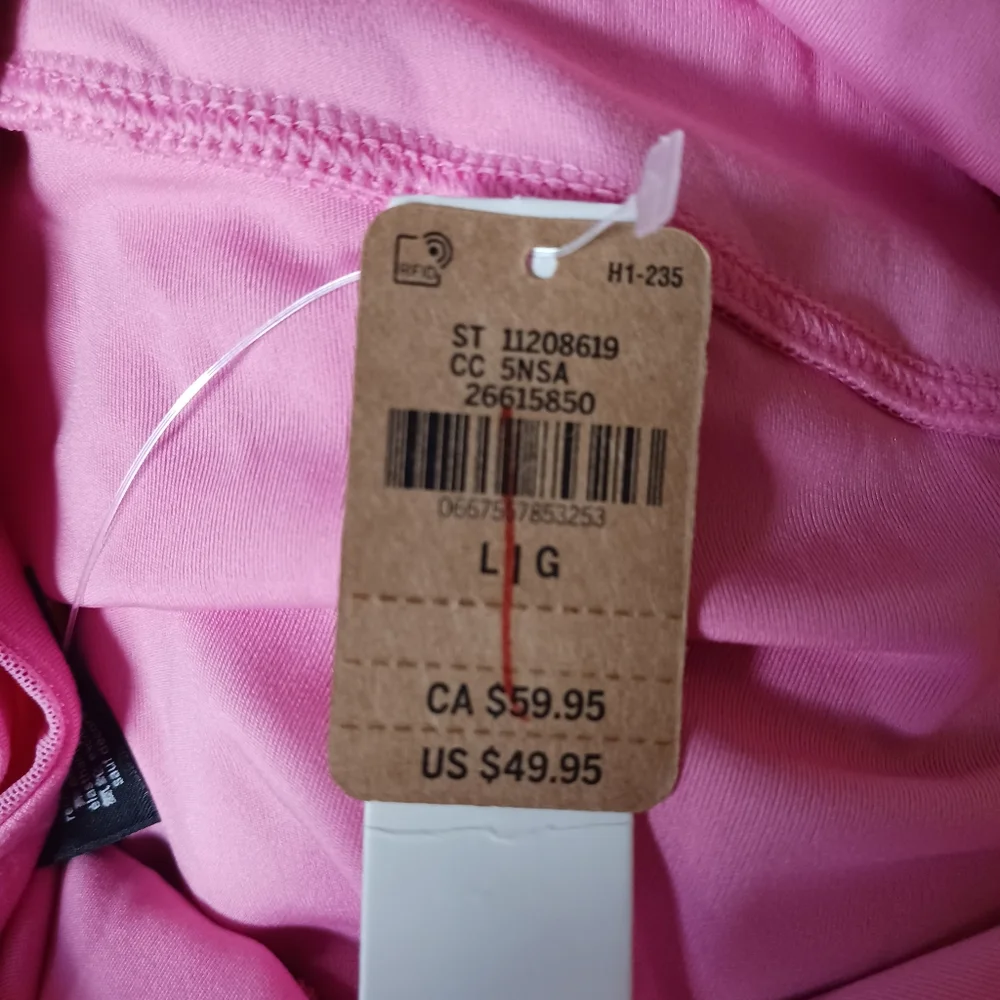 RFID
H1-235
ST 11208619
CC 5NSA
26615850
L | G
CA $59.95
US $49.95